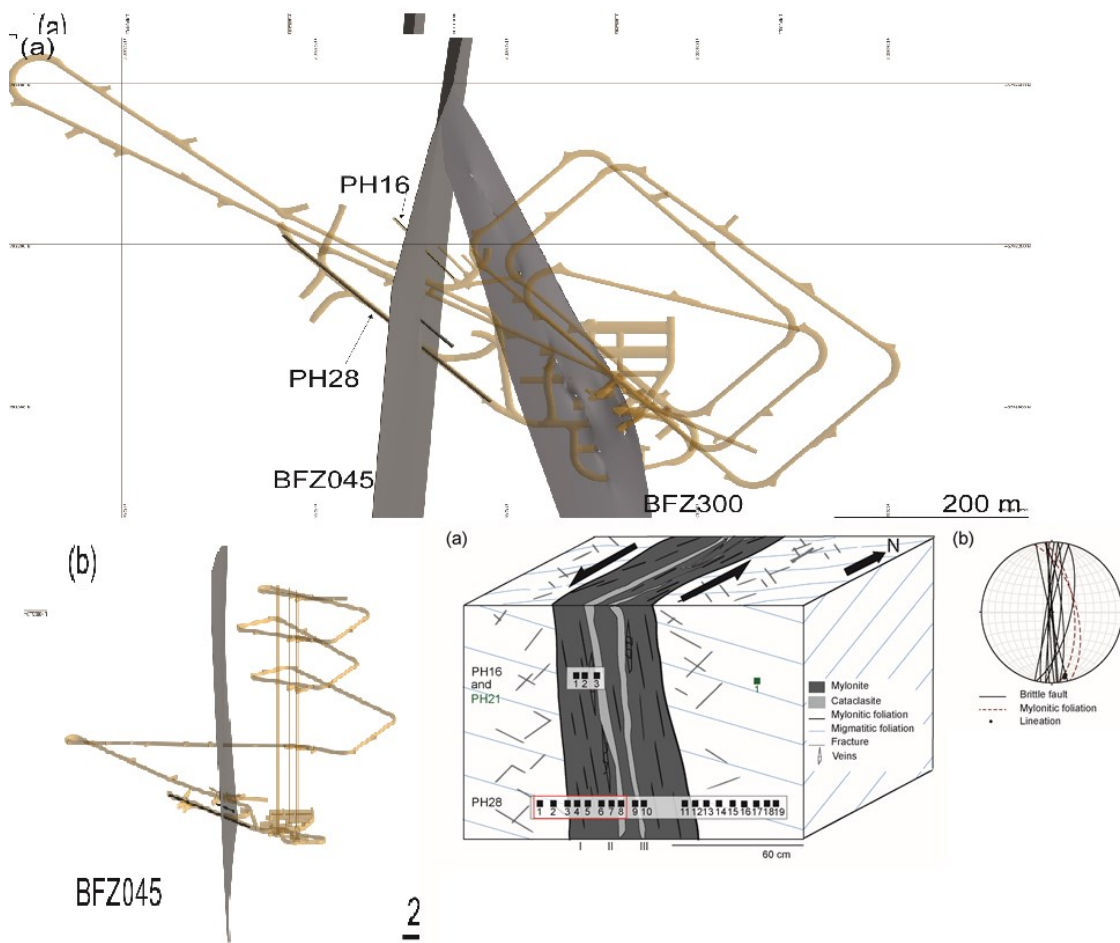 (a)
(a)
PH16
PH28
BFZ045
BFZ300
200 m
(b)
BFZ045
2
(a)
N
PH16
and
PH21
1 2 3
1
Mylonite
Cataclasite
Mylonitic foliation
Migmatitic foliation
Fracture
Veins
PH28
1 2 3 4 5 6 7 8 9 10 11 12 13 14 15 16 17 18 19
I II III
60 cm
(b)
Brittle fault
Mylonitic foliation
Lineation